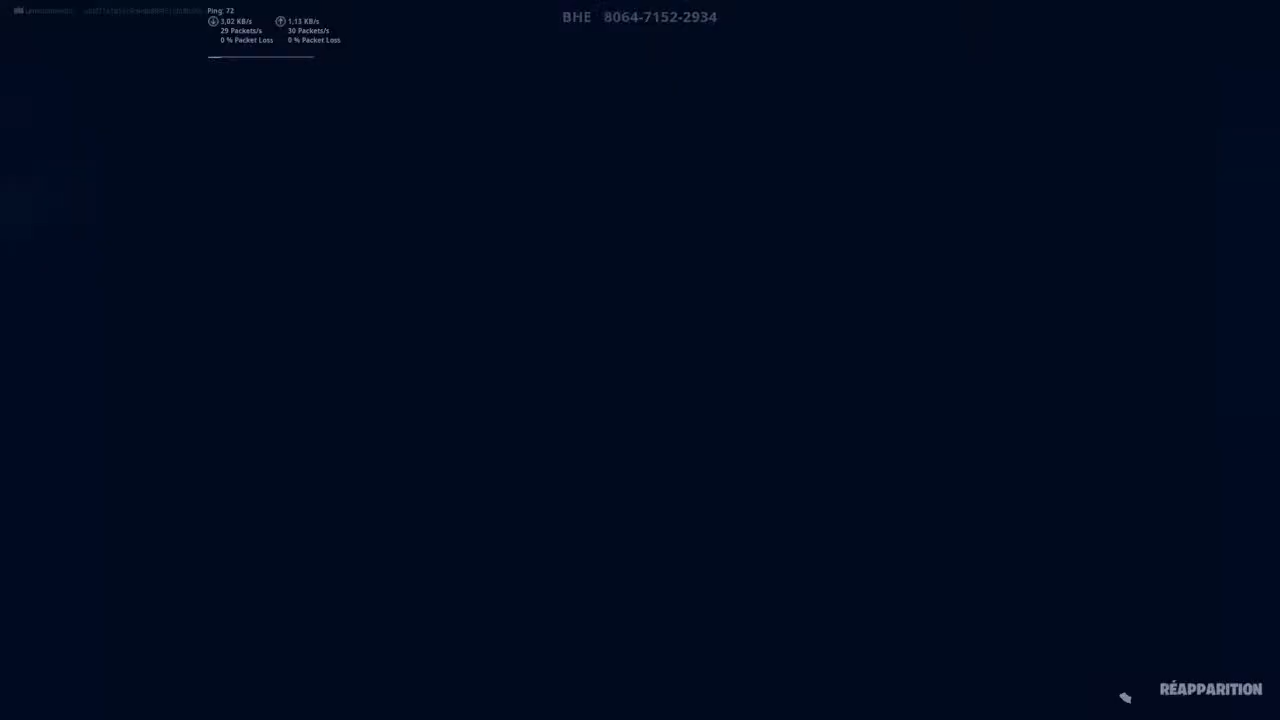 Ping: 72
3,02 KB/s 1,13 KB/s
29 Packets/s 30 Packets/s
0 % Packet Loss 0 % Packet Loss
BHE 8064-7152-2934
RÉAPPARITION